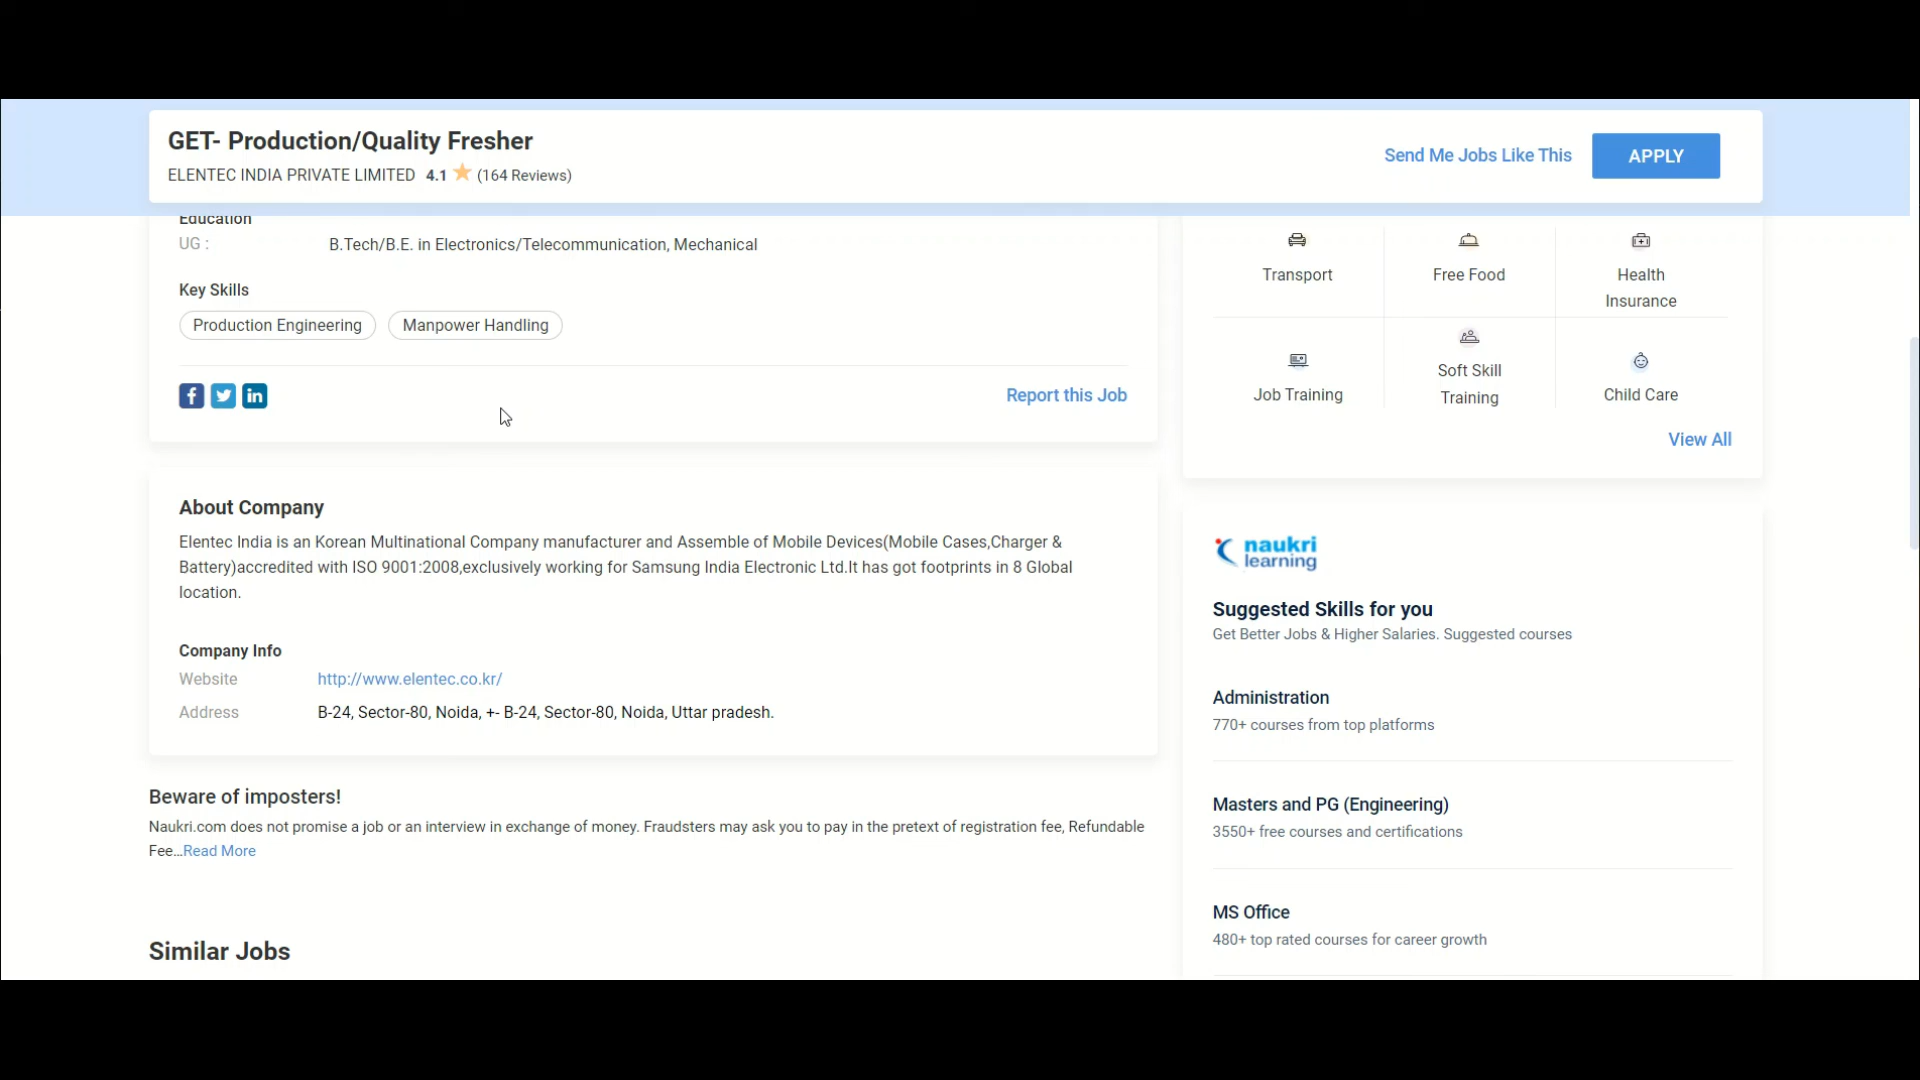 GET- Production/Quality Fresher
ELENTEC INDIA PRIVATE LIMITED 4.1 (164 Reviews)
Send Me Jobs Like This
APPLY
Education
UG :
B.Tech/B.E. in Electronics/Telecommunication, Mechanical
Key Skills
Production Engineering
Manpower Handling
Report this Job
Transport
Free Food
Health
Insurance
Job Training
Soft Skill
Training
Child Care
View All
About Company
Elentec India is an Korean Multinational Company manufacturer and Assemble of Mobile Devices(Mobile Cases,Charger &
Battery)accredited with ISO 9001:2008,exclusively working for Samsung India Electronic Ltd.It has got footprints in 8 Global
location.
Company Info
Website http://www.elentec.co.kr/
Address B-24, Sector-80, Noida, +- B-24, Sector-80, Noida, Uttar pradesh.
Beware of imposters!
Naukri.com does not promise a job or an interview in exchange of money. Fraudsters may ask you to pay in the pretext of registration fee, Refundable
Fee...Read More
Similar Jobs
naukri
learning
Suggested Skills for you
Get Better Jobs & Higher Salaries. Suggested courses
Administration
770+ courses from top platforms
Masters and PG (Engineering)
3550+ free courses and certifications
MS Office
480+ top rated courses for career growth